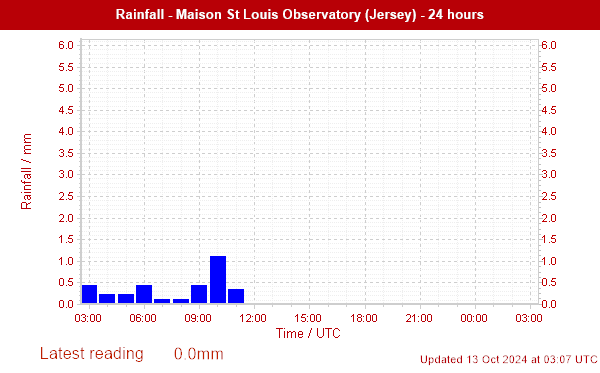 Rainfall - Maison St Louis Observatory (Jersey) - 24 hours
6.0 6.0
5.5 5.5
5.0 5.0
4.5 4.5
4.0 4.0
3.5 3.5
3.0 3.0
2.5 2.5
2.0 2.0
1.5 1.5
1.0 1.0
0.5 0.5
0.0 0.0
Rainfall / mm
03:00 06:00 09:00 12:00 15:00 18:00 21:00 00:00 03:00
Time / UTC
Latest reading 0.0mm
Updated 13 Oct 2024 at 03:07 UTC